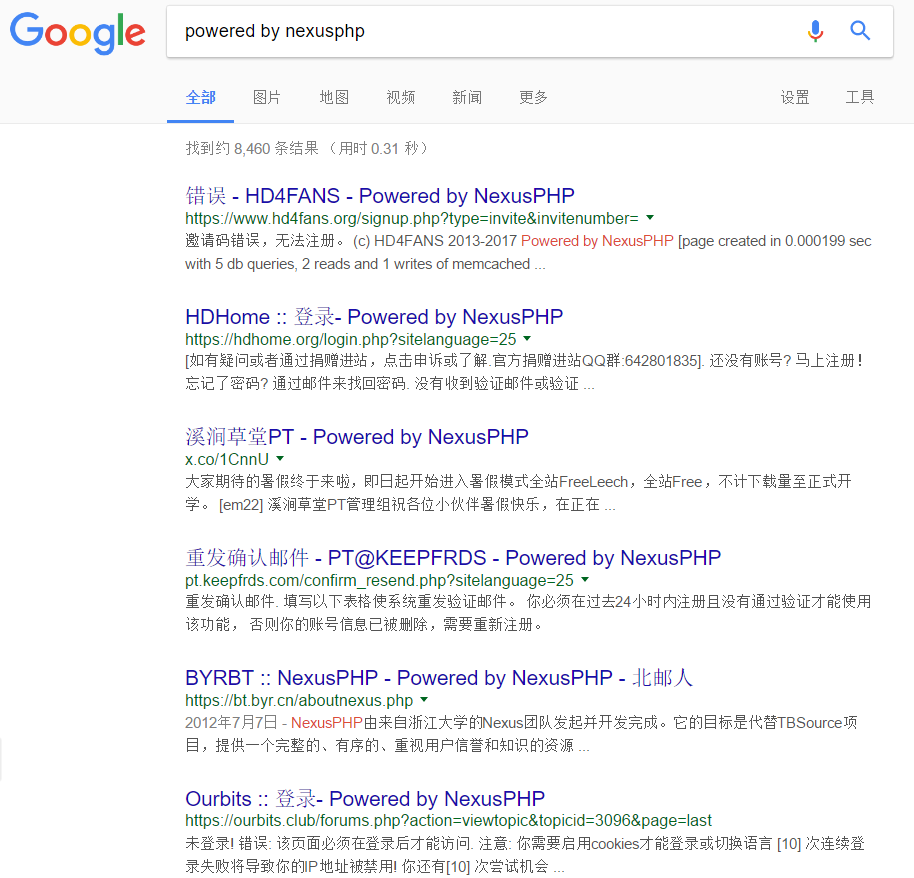 Google
powered by nexusphp
全部 图片 地图 视频 新闻 更多 设置 工具
找到约 8,460 条结果 （用时 0.31 秒）
错误 - HD4FANS - Powered by NexusPHP
https://www.hd4fans.org/signup.php?type=invite&invitenumber=
邀请码错误，无法注册。 (c) HD4FANS 2013-2017 Powered by NexusPHP [page created in 0.000199 sec
with 5 db queries, 2 reads and 1 writes of memcached ...
HDHome :: 登录- Powered by NexusPHP
https://hdhome.org/login.php?sitelanguage=25
[如有疑问或者通过捐赠进站，点击申诉或了解.官方捐赠进站QQ群:642801835]. 还没有账号? 马上注册!
忘记了密码? 通过邮件来找回密码. 没有收到验证邮件或验证 ...
溪涧草堂PT - Powered by NexusPHP
x.co/1CnnU
大家期待的暑假终于来啦，即日起开始进入暑假模式全站FreeLeech，全站Free，不计下载量至正式开
学。 [em22] 溪涧草堂PT管理组祝各位小伙伴暑假快乐，在正在 ...
重发确认邮件 - PT@KEEPFRDS - Powered by NexusPHP
pt.keepfrds.com/confirm_resend.php?sitelanguage=25
重发确认邮件. 填写以下表格使系统重发验证邮件。 你必须在过去24小时内注册且没有通过验证才能使用
该功能， 否则你的账号信息已被删除，需要重新注册。
BYRBT :: NexusPHP - Powered by NexusPHP - 北邮人
https://bt.byr.cn/aboutnexus.php
2012年7月7日 - NexusPHP由来自浙江大学的Nexus团队发起并开发完成。它的目标是代替TBSource项
目，提供一个完整的、有序的、重视用户信誉和知识的资源 ...
Ourbits :: 登录- Powered by NexusPHP
https://ourbits.club/forums.php?action=viewtopic&topicid=3096&page=last
未登录! 错误: 该页面必须在登录后才能访问. 注意: 你需要启用cookies才能登录或切换语言 [10] 次连续登
录失败将导致你的IP地址被禁用! 你还有[10] 次尝试机会 ...